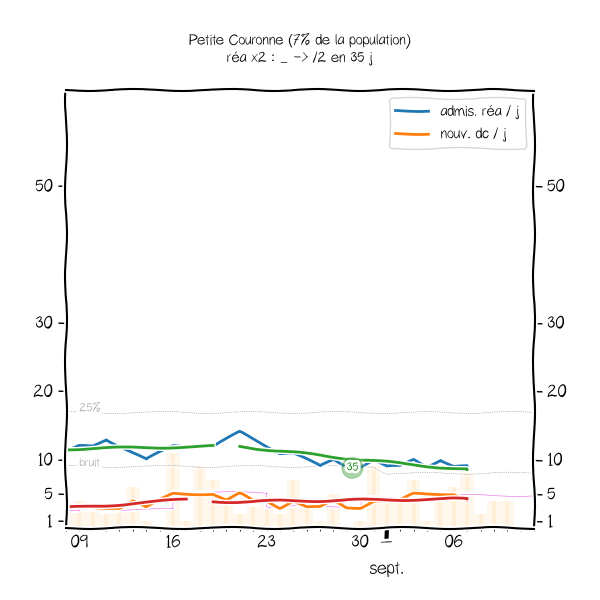 Petite Couronne (7% de la population)
réa x2 : _ -> /2 en 35 j
admis. réa / j
nouv. dc / j
50 50
30 30
20 20
25%
10 10
bruit
35
5 5
1 1
09 16 23 30 1 06
sept.